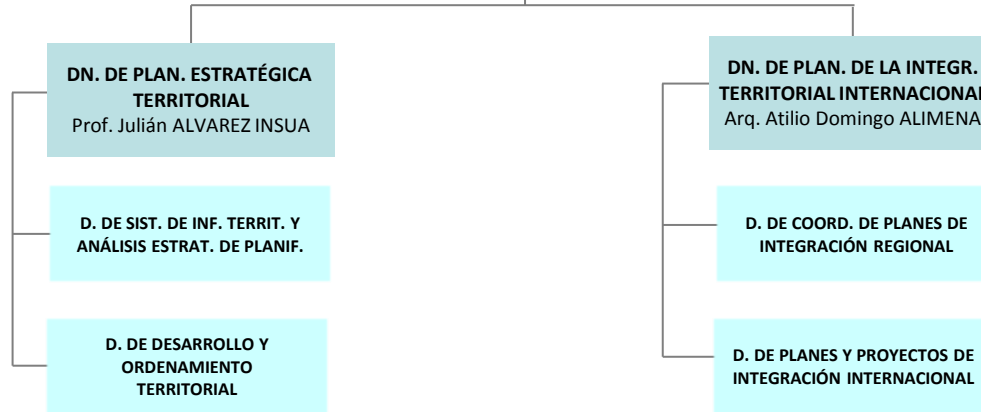 DN. DE PLAN. ESTRATÉGICA
TERRITORIAL
Prof. Julián ALVAREZ INSUA
D. DE SIST. DE INF. TERRIT. Y
ANÁLISIS ESTRAT. DE PLANIF.
D. DE DESARROLLO Y
ORDENAMIENTO
TERRITORIAL
DN. DE PLAN. DE LA INTEGR.
TERRITORIAL INTERNACIONAL
Arq. Atilio Domingo ALIMENA
D. DE COORD. DE PLANES DE
INTEGRACIÓN REGIONAL
D. DE PLANES Y PROYECTOS DE
INTEGRACIÓN INTERNACIONAL